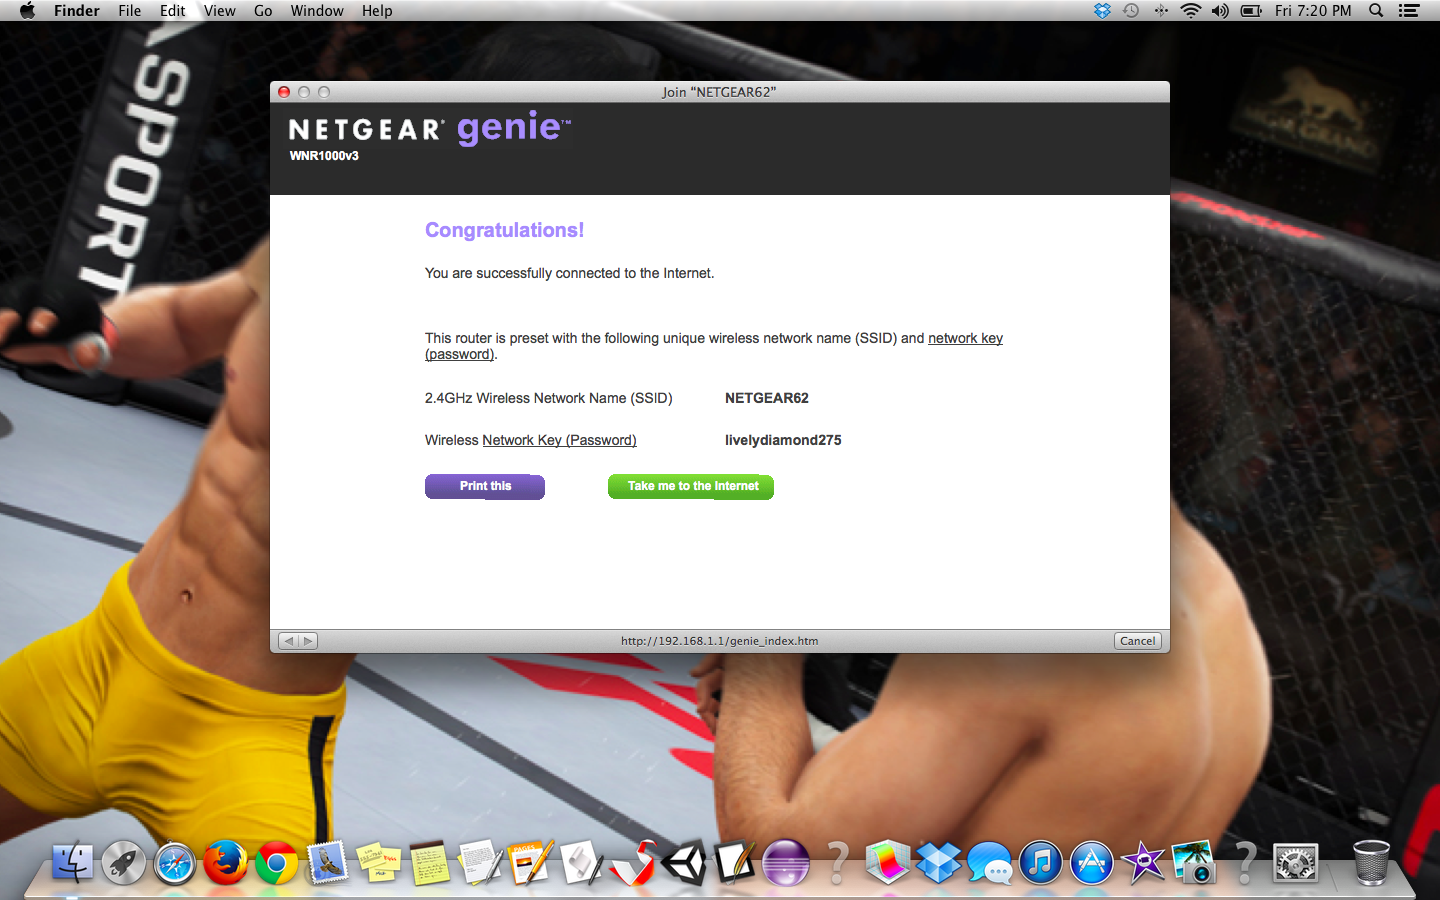 Finder File Edit View Go Window Help Fri 7:20 PM
Join “NETGEAR62”
NETGEAR® genie™
WNR1000v3
Congratulations!
You are successfully connected to the Internet.
This router is preset with the following unique wireless network name (SSID) and network key
(password).
2.4GHz Wireless Network Name (SSID) NETGEAR62
Wireless Network Key (Password) livelydiamond275
Print this Take me to the Internet
http://192.168.1.1/genie_index.htm Cancel
SPORT
PAGES